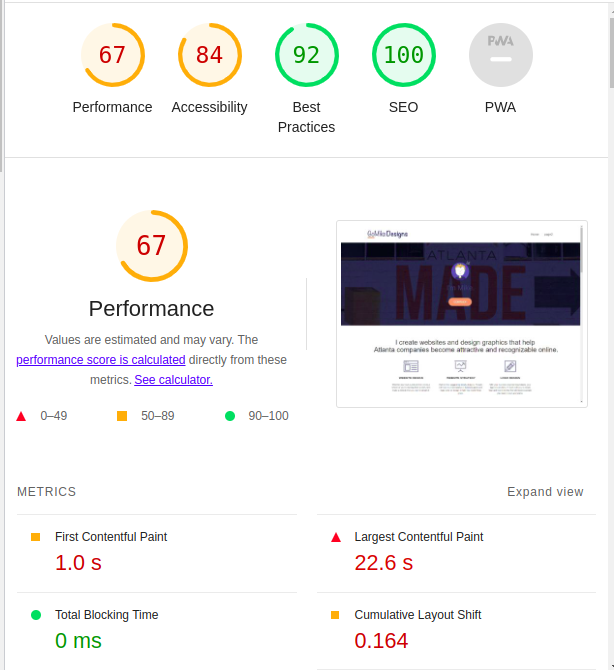 67
84
92
100
PWA
Performance
Accessibility
Best
Practices
SEO
PWA
67
Performance
Values are estimated and may vary. The
performance score is calculated directly from these
metrics. See calculator.
0–49
50–89
90–100
GoMiloDesigns
ATLANTA
MADE
I create websites and design graphics that help
Atlanta companies become attractive and recognizable online.
METRICS
Expand view
First Contentful Paint
1.0 s
Largest Contentful Paint
22.6 s
Total Blocking Time
0 ms
Cumulative Layout Shift
0.164